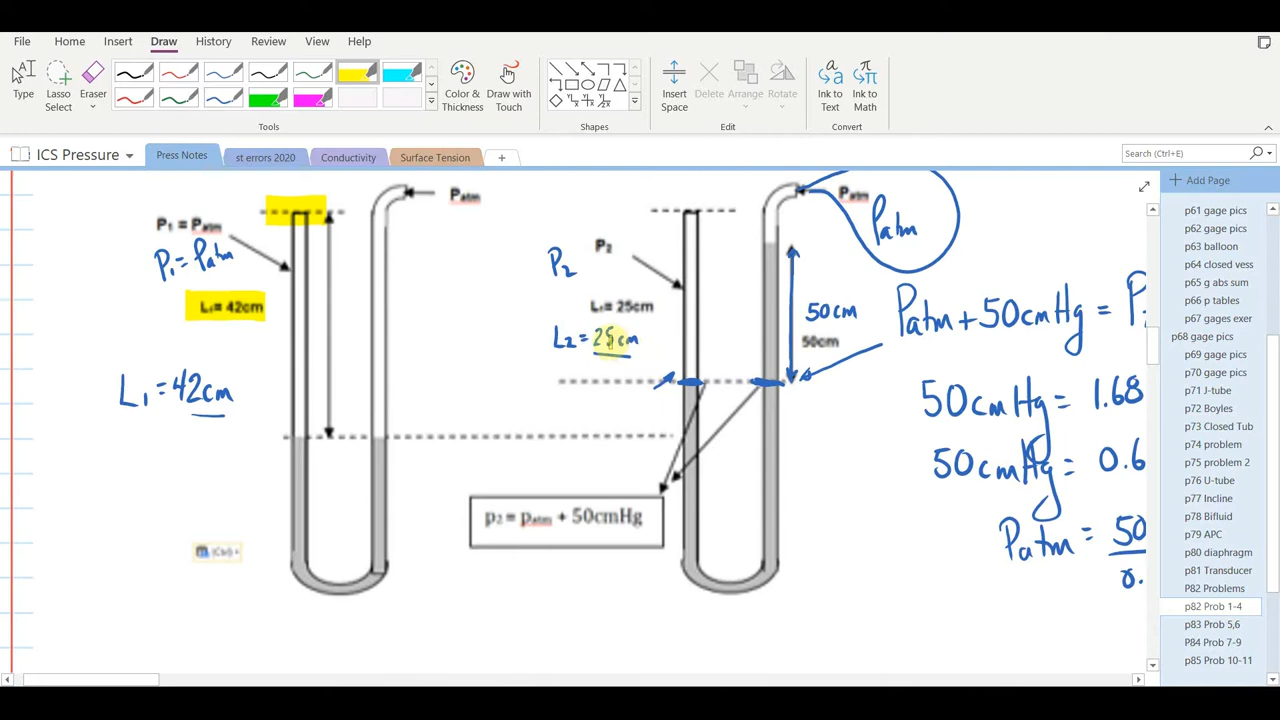 File Home Insert Draw History Review View Help
Type
Lasso Select
Eraser
Color & Thickness
Draw with Touch
Insert Space
Delete
Arrange
Rotate
Ink to Text
Ink to Math
Tools
Shapes
Edit
Convert
ICS Pressure
Press Notes
st errors 2020
Conductivity
Surface Tension
Search (Ctrl+E)
Add Page
p61 gage pics
p62 gage pics
p63 balloon
p64 closed vess
p65 g abs sum
p66 p tables
p67 gages exer
p68 gage pics
p69 gage pics
p70 gage pics
p71 J-tube
p72 Boyles
p73 Closed Tub
p74 problem
p75 problem 2
p76 U-tube
p77 Incline
p78 Bifluid
p79 APC
p80 diaphragm
p81 Transducer
P82 Problems
p82 Prob 1-4
p83 Prob 5,6
P84 Prob 7-9
p85 Prob 10-11
P₁ = Patm
P₁ = Patm
L₁= 42cm
L₁ = 42cm
Patm
(Ctrl)
P₂
P₂
L₁= 25cm
L₂ = 25cm
p₂ = patm + 50cmHg
Patm
Patm
50cm
50cm
Patm + 50cmHg =
50cmHg = 1.68
50cmHg = 0.6
Patm = 50
0.